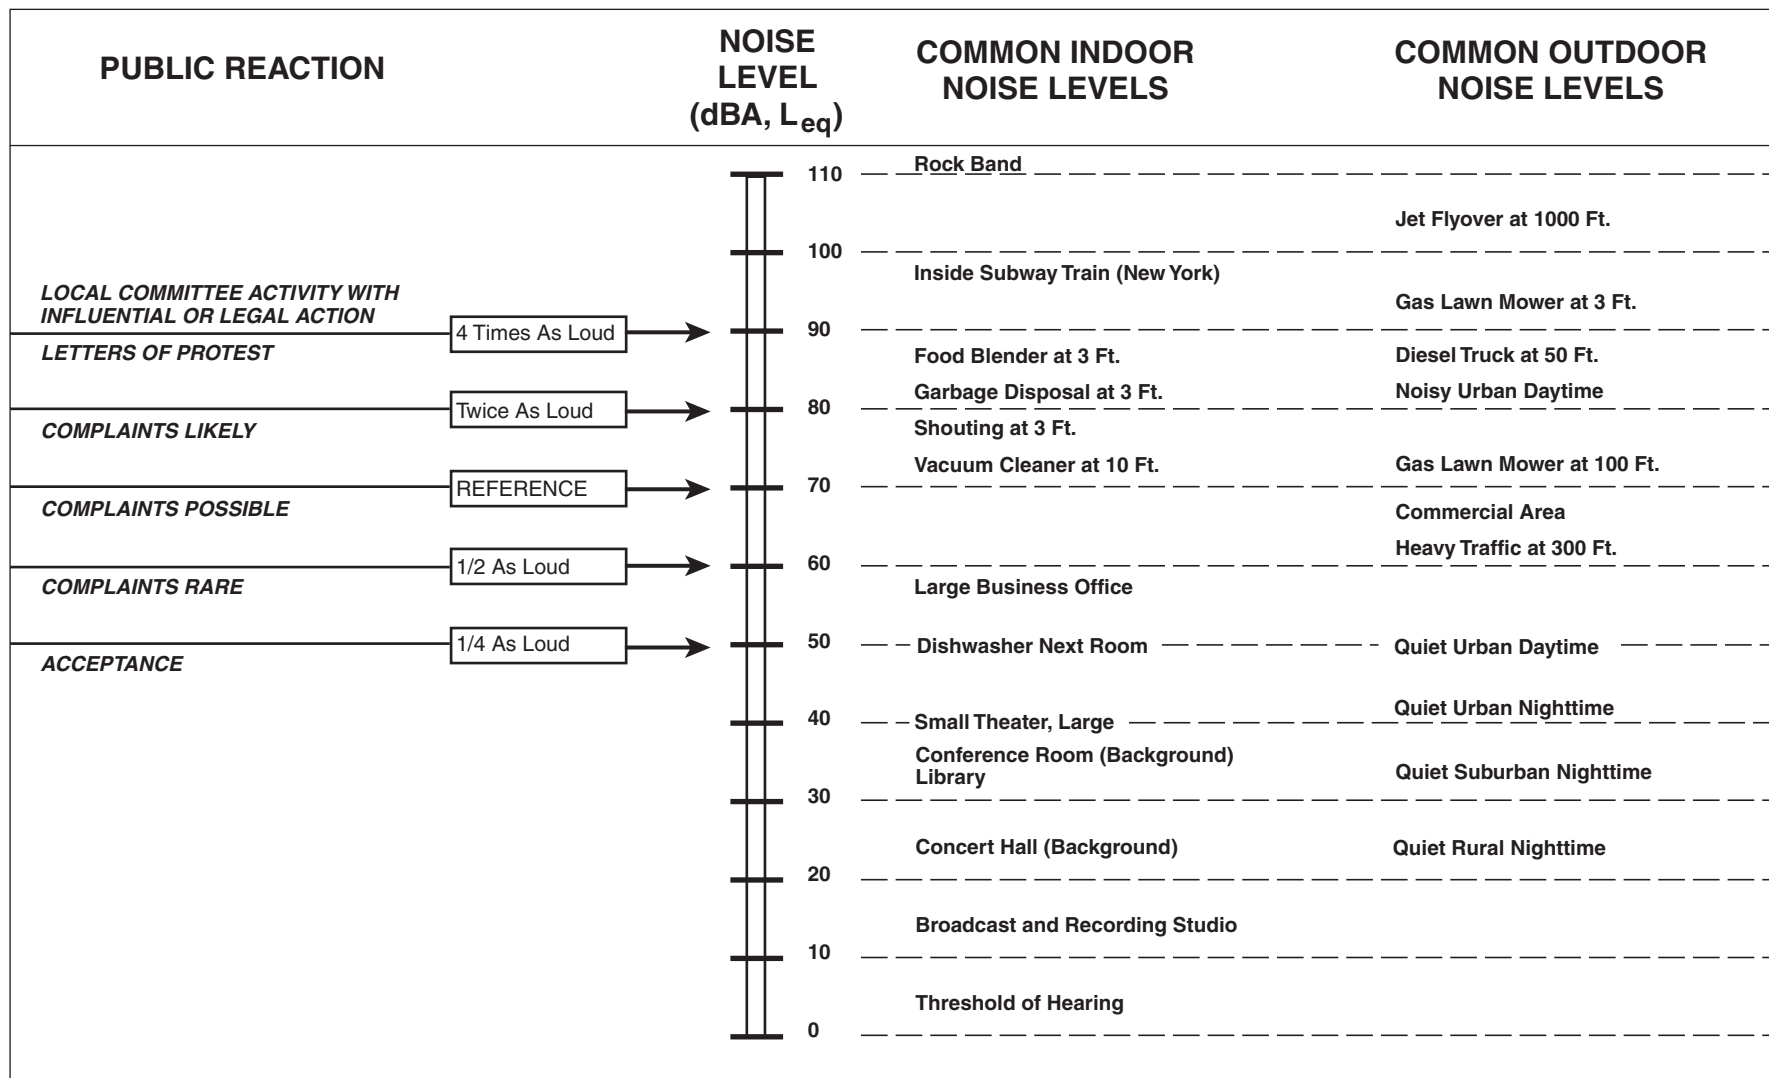 PUBLIC REACTION
NOISE
LEVEL
(dBA, Leq)
COMMON INDOOR
NOISE LEVELS
COMMON OUTDOOR
NOISE LEVELS
110
Rock Band
Jet Flyover at 1000 Ft.
100
Inside Subway Train (New York)
LOCAL COMMITTEE ACTIVITY WITH
INFLUENTIAL OR LEGAL ACTION
Gas Lawn Mower at 3 Ft.
4 Times As Loud
90
LETTERS OF PROTEST
Food Blender at 3 Ft.
Diesel Truck at 50 Ft.
Garbage Disposal at 3 Ft.
Noisy Urban Daytime
Twice As Loud
80
COMPLAINTS LIKELY
Shouting at 3 Ft.
Vacuum Cleaner at 10 Ft.
Gas Lawn Mower at 100 Ft.
REFERENCE
70
COMPLAINTS POSSIBLE
Commercial Area
Heavy Traffic at 300 Ft.
1/2 As Loud
60
COMPLAINTS RARE
Large Business Office
1/4 As Loud
50
Dishwasher Next Room
Quiet Urban Daytime
ACCEPTANCE
Quiet Urban Nighttime
40
Small Theater, Large
Conference Room (Background)
Library
Quiet Suburban Nighttime
30
Concert Hall (Background)
Quiet Rural Nighttime
20
Broadcast and Recording Studio
10
Threshold of Hearing
0